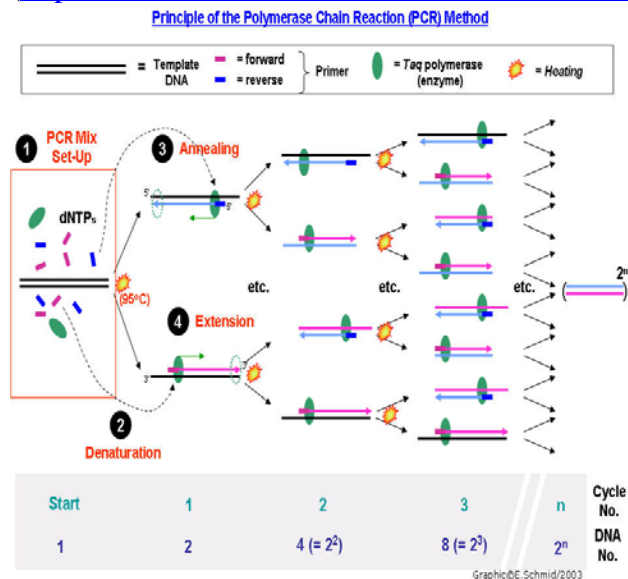 Principle of the Polymerase Chain Reaction (PCR) Method
= Template DNA
= forward
= reverse
Primer
= Taq polymerase (enzyme)
= Heating
1
PCR Mix
Set-Up
dNTPs
(95°C)
2
Denaturation
3 Annealing
5'
5'
4 Extension
3'
3'
etc.
etc.
etc.
2ⁿ
( )
Start 1 2 3 n Cycle No.
1 2 4 (= 2²) 8 (= 2³) 2ⁿ DNA No.
Graphic©E.Schmid/2003